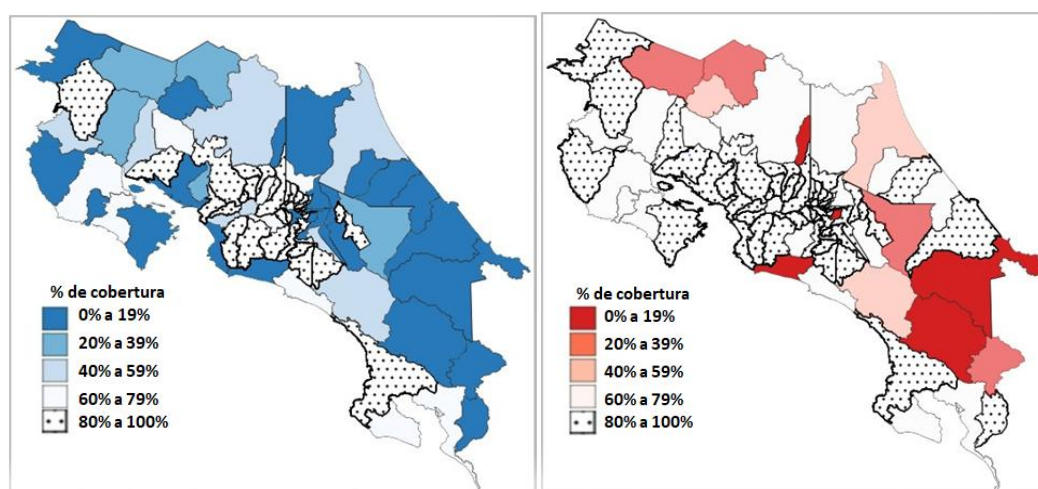 % de cobertura
0% a 19%
20% a 39%
40% a 59%
60% a 79%
80% a 100%
% de cobertura
0% a 19%
20% a 39%
40% a 59%
60% a 79%
80% a 100%